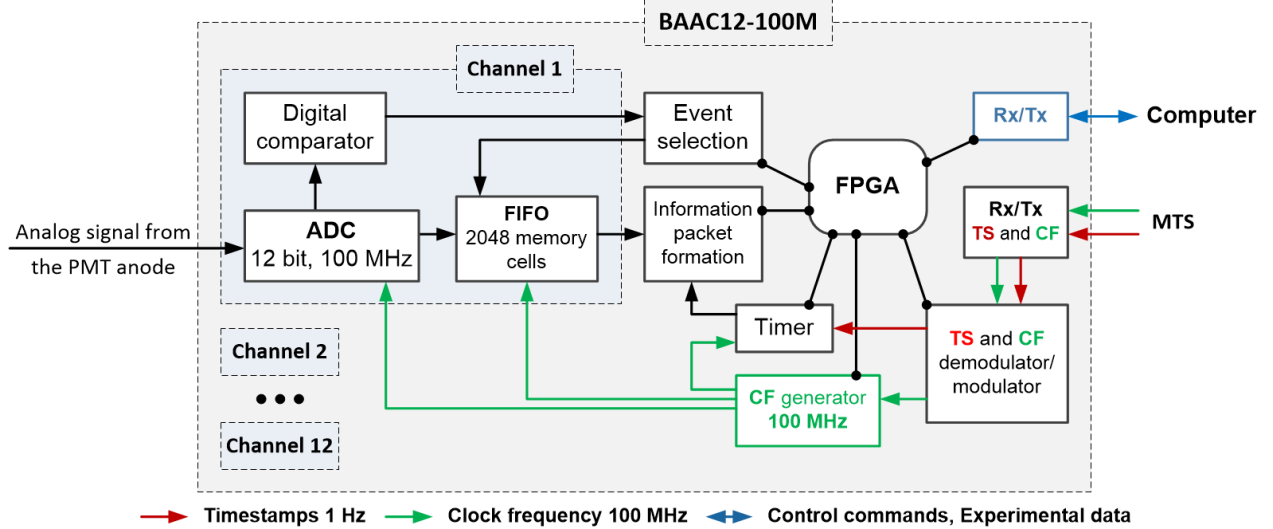 BAAC12-100M
Channel 1
Digital
comparator
Event
selection
Rx/Tx
Computer
FPGA
Analog signal from
the PMT anode
ADC
12 bit, 100 MHz
FIFO
2048 memory
cells
Information
packet
formation
Rx/Tx
TS and CF
MTS
Timer
TS and CF
demodulator/
modulator
Channel 2
CF generator
100 MHz
Channel 12
Timestamps 1 Hz
Clock frequency 100 MHz
Control commands, Experimental data